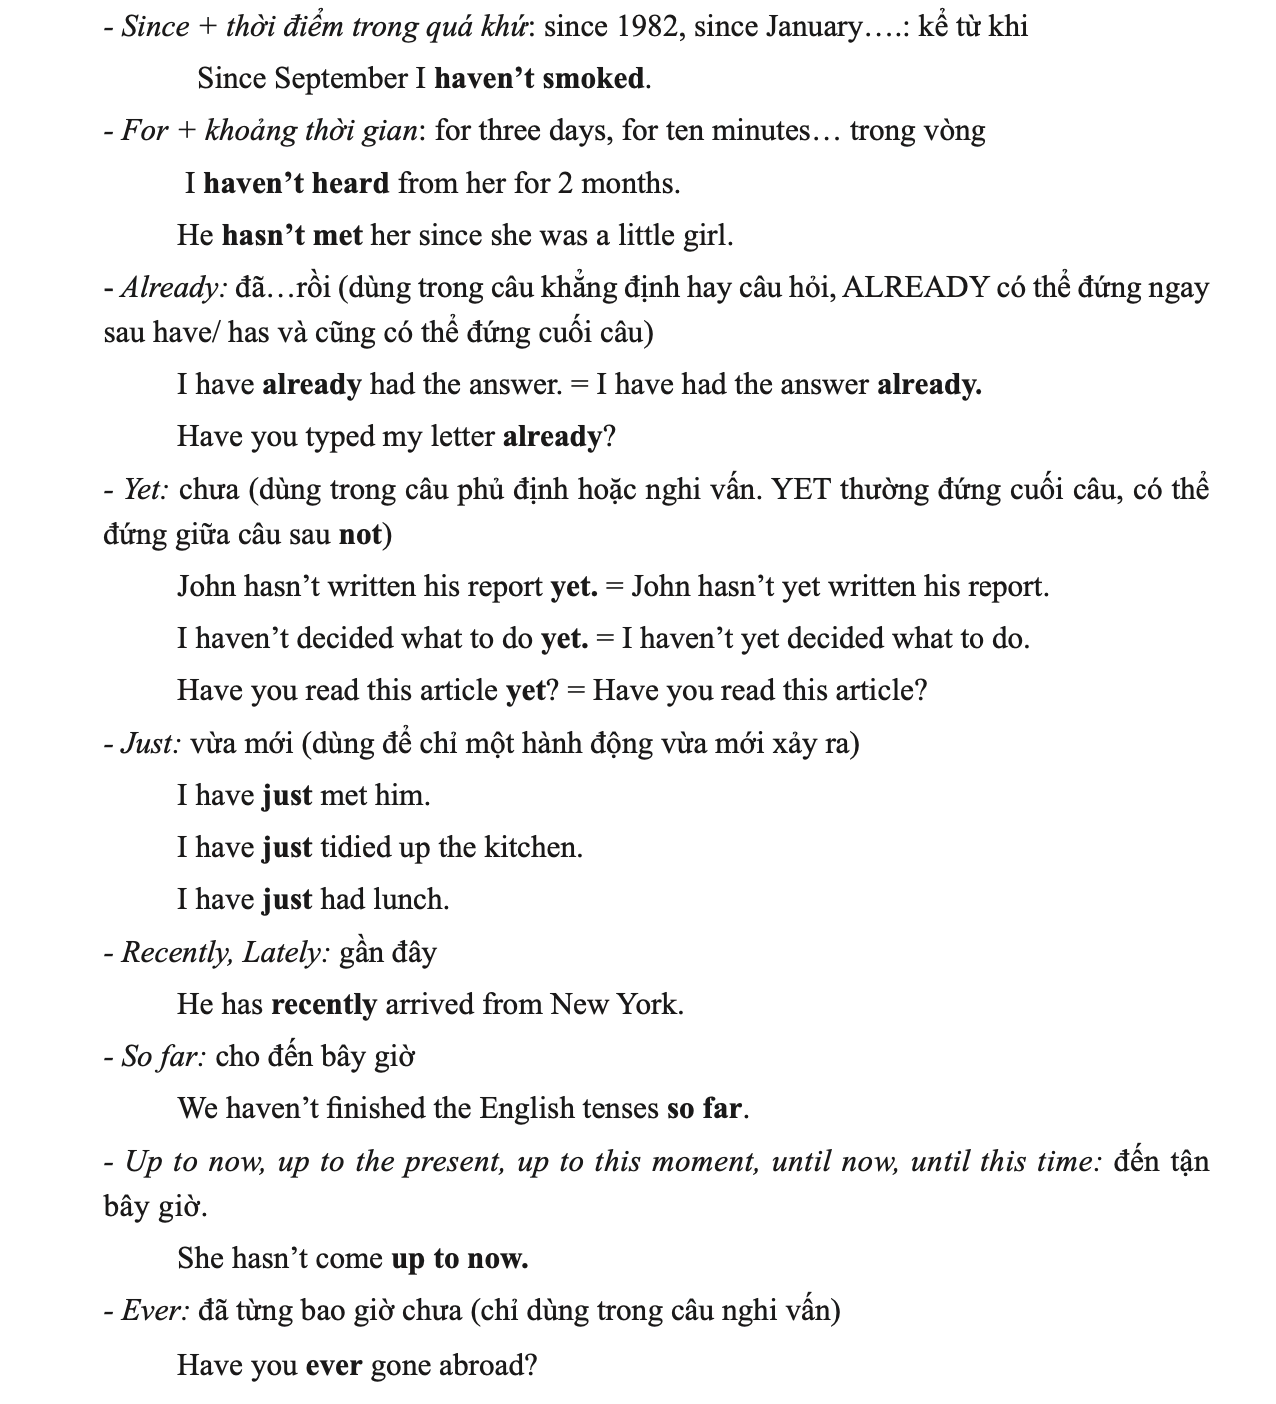 - Since + thời điểm trong quá khứ: since 1982, since January….: kể từ khi
Since September I haven’t smoked.
- For + khoảng thời gian: for three days, for ten minutes… trong vòng
I haven’t heard from her for 2 months.
He hasn’t met her since she was a little girl.
- Already: đã…rồi (dùng trong câu khẳng định hay câu hỏi, ALREADY có thể đứng ngay
sau have/ has và cũng có thể đứng cuối câu)
I have already had the answer. = I have had the answer already.
Have you typed my letter already?
- Yet: chưa (dùng trong câu phủ định hoặc nghi vấn. YET thường đứng cuối câu, có thể
đứng giữa câu sau not)
John hasn’t written his report yet. = John hasn’t yet written his report.
I haven’t decided what to do yet. = I haven’t yet decided what to do.
Have you read this article yet? = Have you read this article?
- Just: vừa mới (dùng để chỉ một hành động vừa mới xảy ra)
I have just met him.
I have just tidied up the kitchen.
I have just had lunch.
- Recently, Lately: gần đây
He has recently arrived from New York.
- So far: cho đến bây giờ
We haven’t finished the English tenses so far.
- Up to now, up to the present, up to this moment, until now, until this time: đến tận
bây giờ.
She hasn’t come up to now.
- Ever: đã từng bao giờ chưa (chỉ dùng trong câu nghi vấn)
Have you ever gone abroad?